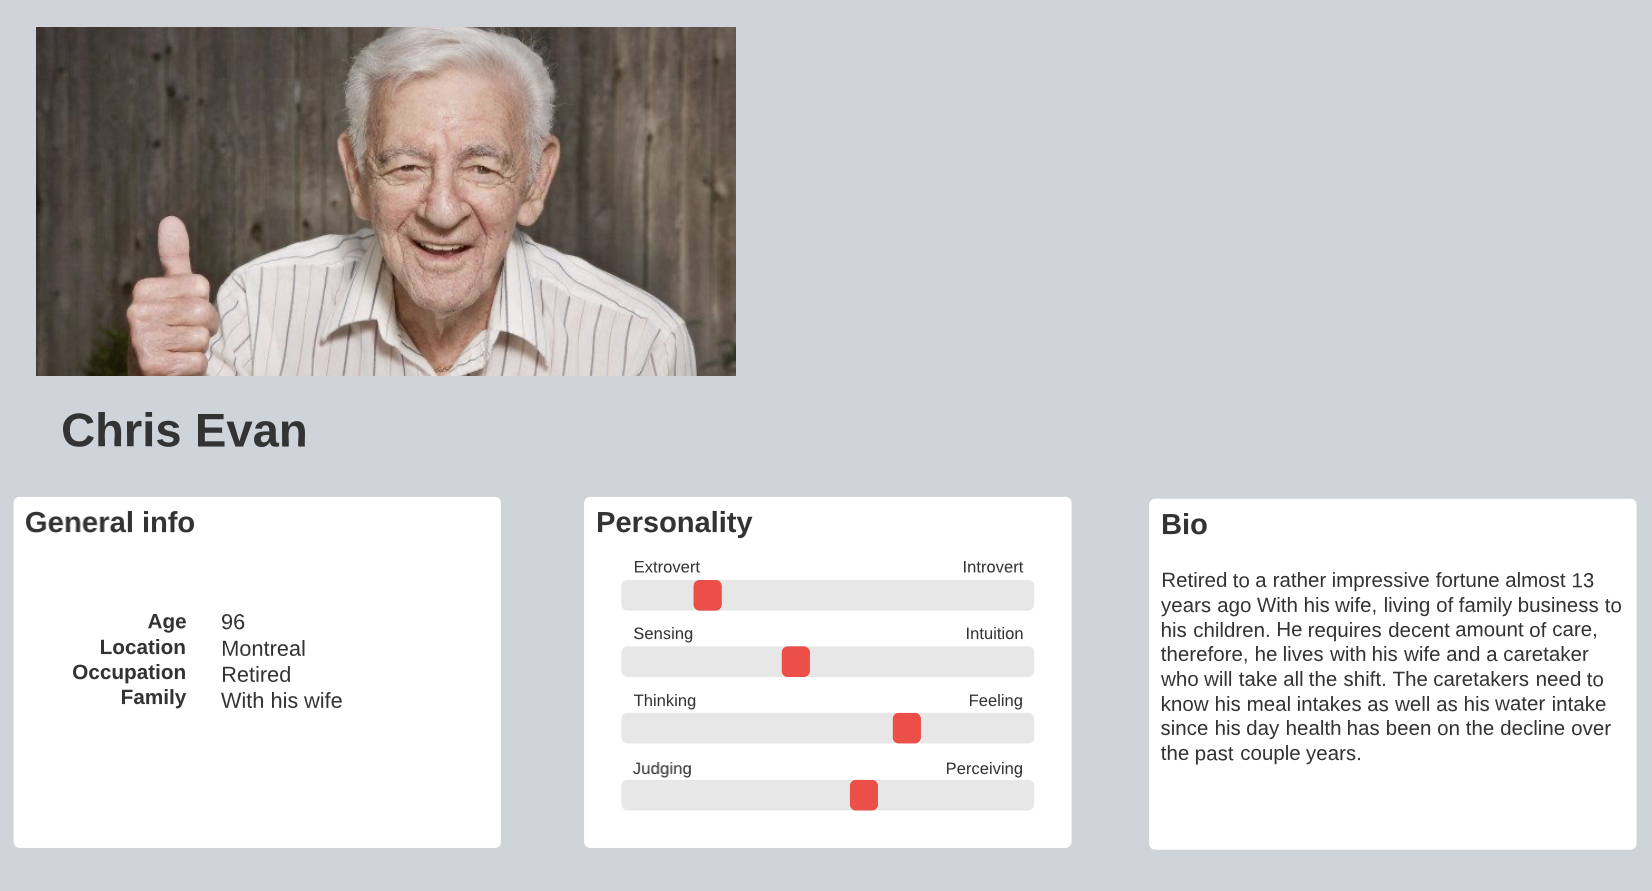 Chris Evan
General info
Age 96
Location Montreal
Occupation Retired
Family With his wife
Personality
Extrovert Introvert
Sensing Intuition
Thinking Feeling
Judging Perceiving
Bio
Retired to a rather impressive fortune almost 13
years ago With his wife, living of family business to
his children. He requires decent amount of care,
therefore, he lives with his wife and a caretaker
who will take all the shift. The caretakers need to
know his meal intakes as well as his water intake
since his day health has been on the decline over
the past couple years.